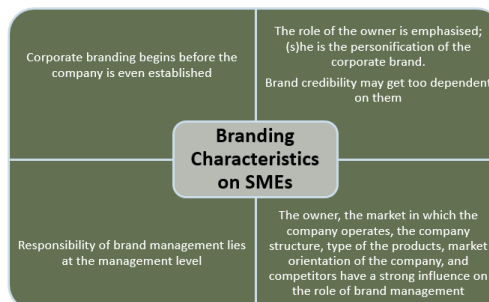 Corporate branding begins before the
company is even established
The role of the owner is emphasised;
(s)he is the personification of the
corporate brand.
Brand credibility may get too dependent
on them
Branding
Characteristics
on SMEs
Responsibility of brand management lies
at the management level
The owner, the market in which the
company operates, the company
structure, type of the products, market
orientation of the company, and
competitors have a strong influence on
the role of brand management